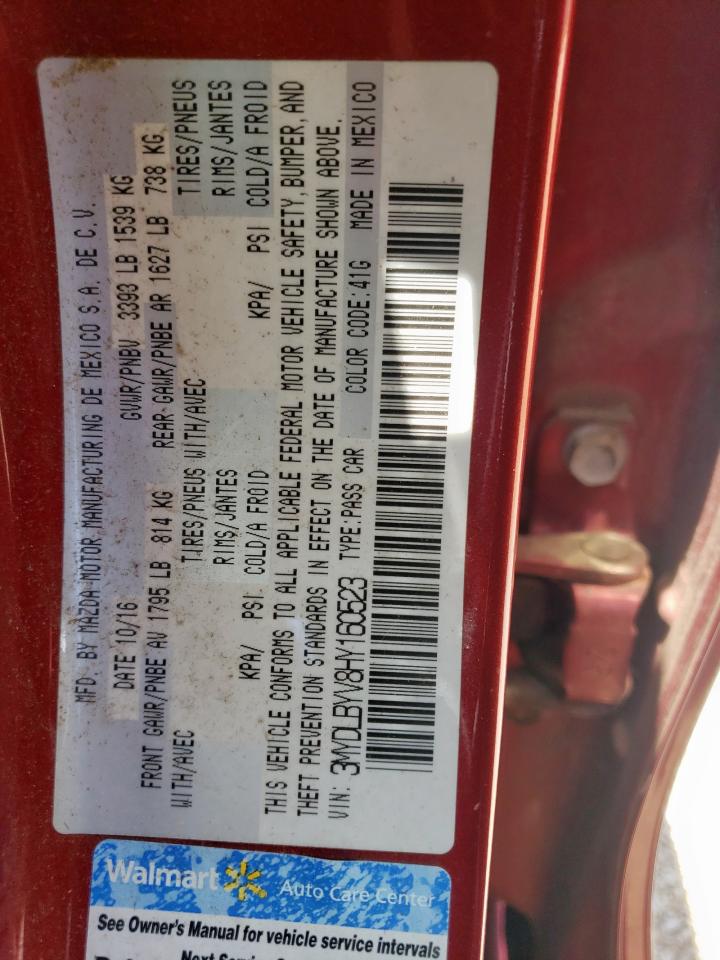 MFD. BY MAZDA MOTOR MANUFACTURING DE MEXICO S.A. DE C.V.
DATE 10/16 GVWR/PNBV 3393 LB 1539 KG
FRONT GAWR/PNBE AV 1795 LB 814 KG REAR GAWR/PNBE AR 1627 LB 738 KG
WITH/AVEC TIRES/PNEUS WITH/AVEC TIRES/PNEUS
RIMS/JANTES RIMS/JANTES
KPA/ PSI COLD/A FROID KPA/ PSI COLD/A FROID
THIS VEHICLE CONFORMS TO ALL APPLICABLE FEDERAL MOTOR VEHICLE SAFETY, BUMPER, AND
THEFT PREVENTION STANDARDS IN EFFECT ON THE DATE OF MANUFACTURE SHOWN ABOVE.
VIN: 3MYDLBYV8HY160523 TYPE:PASS CAR COLOR CODE:41G MADE IN MEXICO
Walmart Auto Care Center
See Owner's Manual for vehicle service intervals
Next